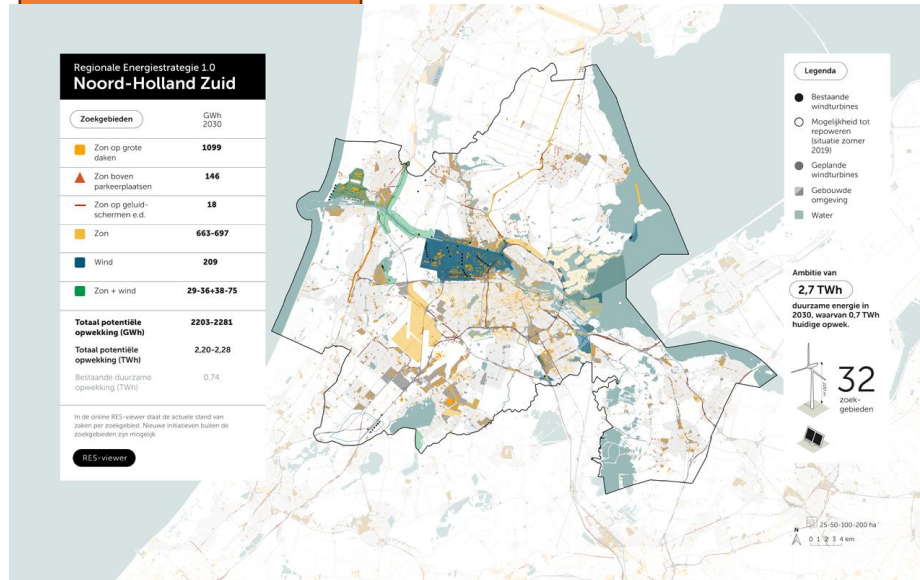 Regionale Energiestrategie 1.0
Noord-Holland Zuid
Zoekgebieden
GWh
2030
Zon op grote
daken
1099
Zon boven
parkeerplaatsen
146
Zon op geluid-
schermen e.d.
18
Zon
663-697
Wind
209
Zon + wind
29-36+38-75
Totaal potentiële
opwekking (GWh)
2203-2281
Totaal potentiële
opwekking (TWh)
2,20-2,28
Bestaande duurzame
opwekking (TWh)
0,74
In de online RES-viewer staat de actuele stand van
zaken per zoekgebied. Nieuwe initiatieven buiten de
zoekgebieden zijn mogelijk.
RES-viewer
Legenda
Bestaande
windturbines
Mogelijkheid tot
repoweren
(situatie zomer
2019)
Geplande
windturbines
Gebouwde
omgeving
Water
Ambitie van
2,7 TWh
duurzame energie in
2030, waarvan 0,7 TWh
huidige opwek.
32
zoek-
gebieden
25-50-100-200 ha
N
0 1 2 3 4 km